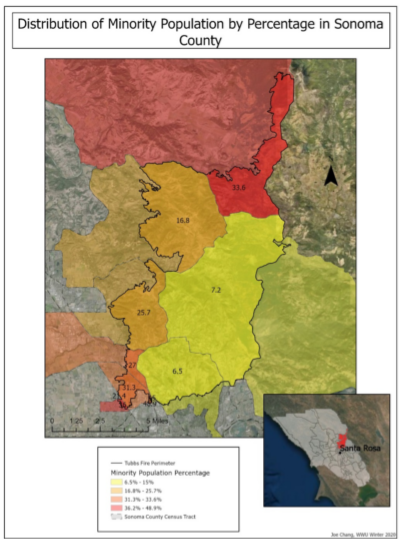 Distribution of Minority Population by Percentage in Sonoma
County
33.6
16.8
7.2
25.7
27
6.5
31.3
0 1.25 2.5 5 Miles
Santa Rosa
Tubbs Fire Perimeter
Minority Population Percentage
6.5% - 15%
16.8% - 25.7%
31.3% - 33.6%
36.2% - 48.9%
Sonoma County Census Tract
Joe Chang, WWU Winter 2020